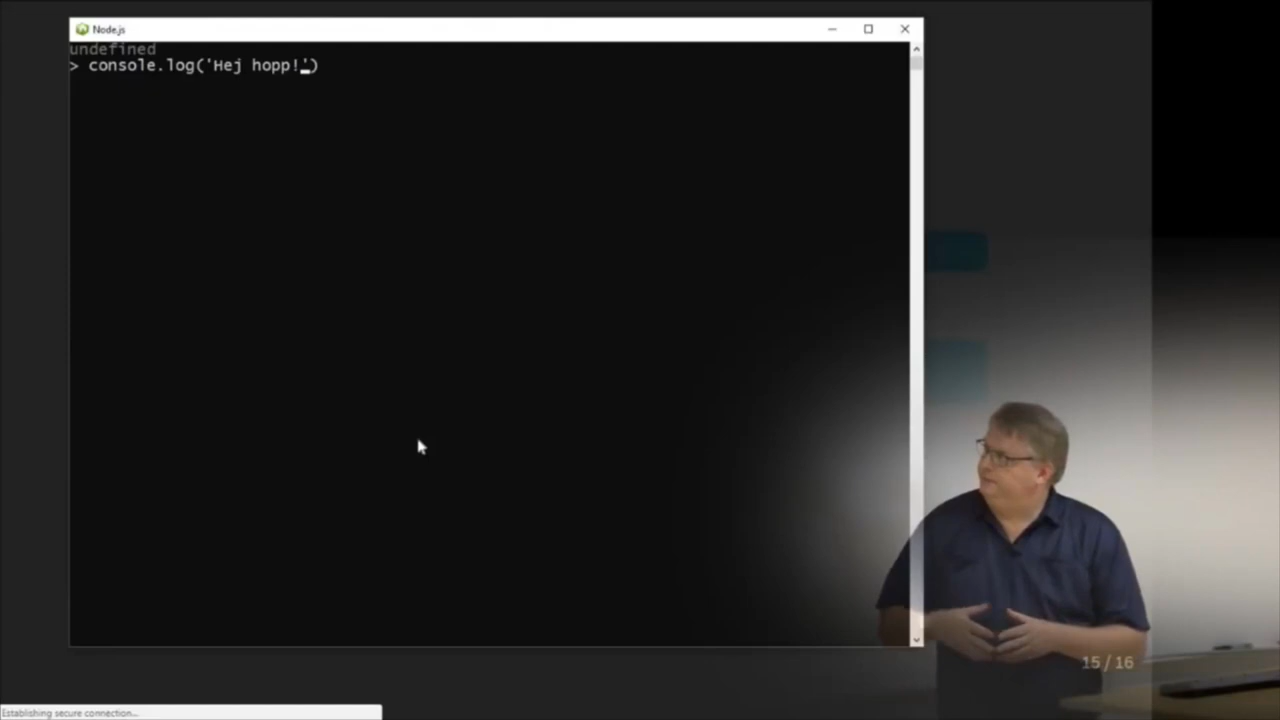 Node.js
undefined
> console.log('Hej hopp!')
15 / 16
Establishing secure connection...